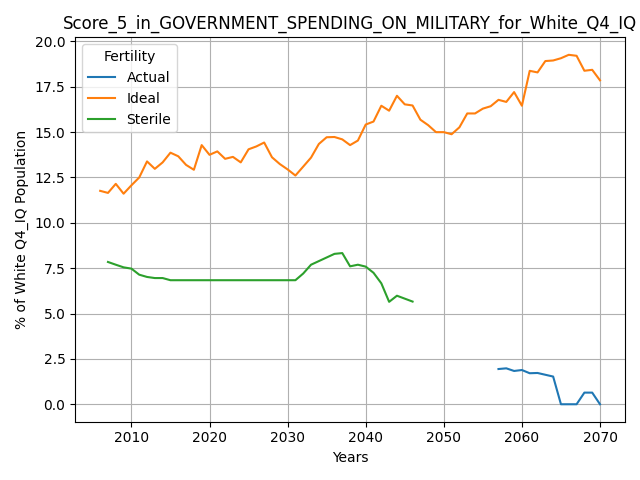 Score_5_in_GOVERNMENT_SPENDING_ON_MILITARY_for_White_Q4_IQ
Fertility
Actual
Ideal
Sterile
% of White Q4_IQ Population
20.0
17.5
15.0
12.5
10.0
7.5
5.0
2.5
0.0
2010 2020 2030 2040 2050 2060 2070
Years